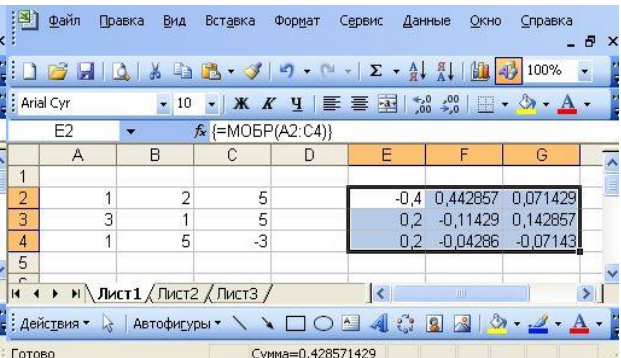 Файл Правка Вид Вставка Формат Сервис Данные Окно Справка
100%
Arial Cyr 10 Ж К Ч
E2 fx {=МОБР(A2:C4)}
A B C D E F G
1
2 1 2 5 -0,4 0,442857 0,071429
3 3 1 5 0,2 -0,11429 0,142857
4 1 5 -3 0,2 -0,04286 -0,07143
5
Лист1 Лист2 Лист3
Действия Автофигуры
Готово Сумма=0,428571429